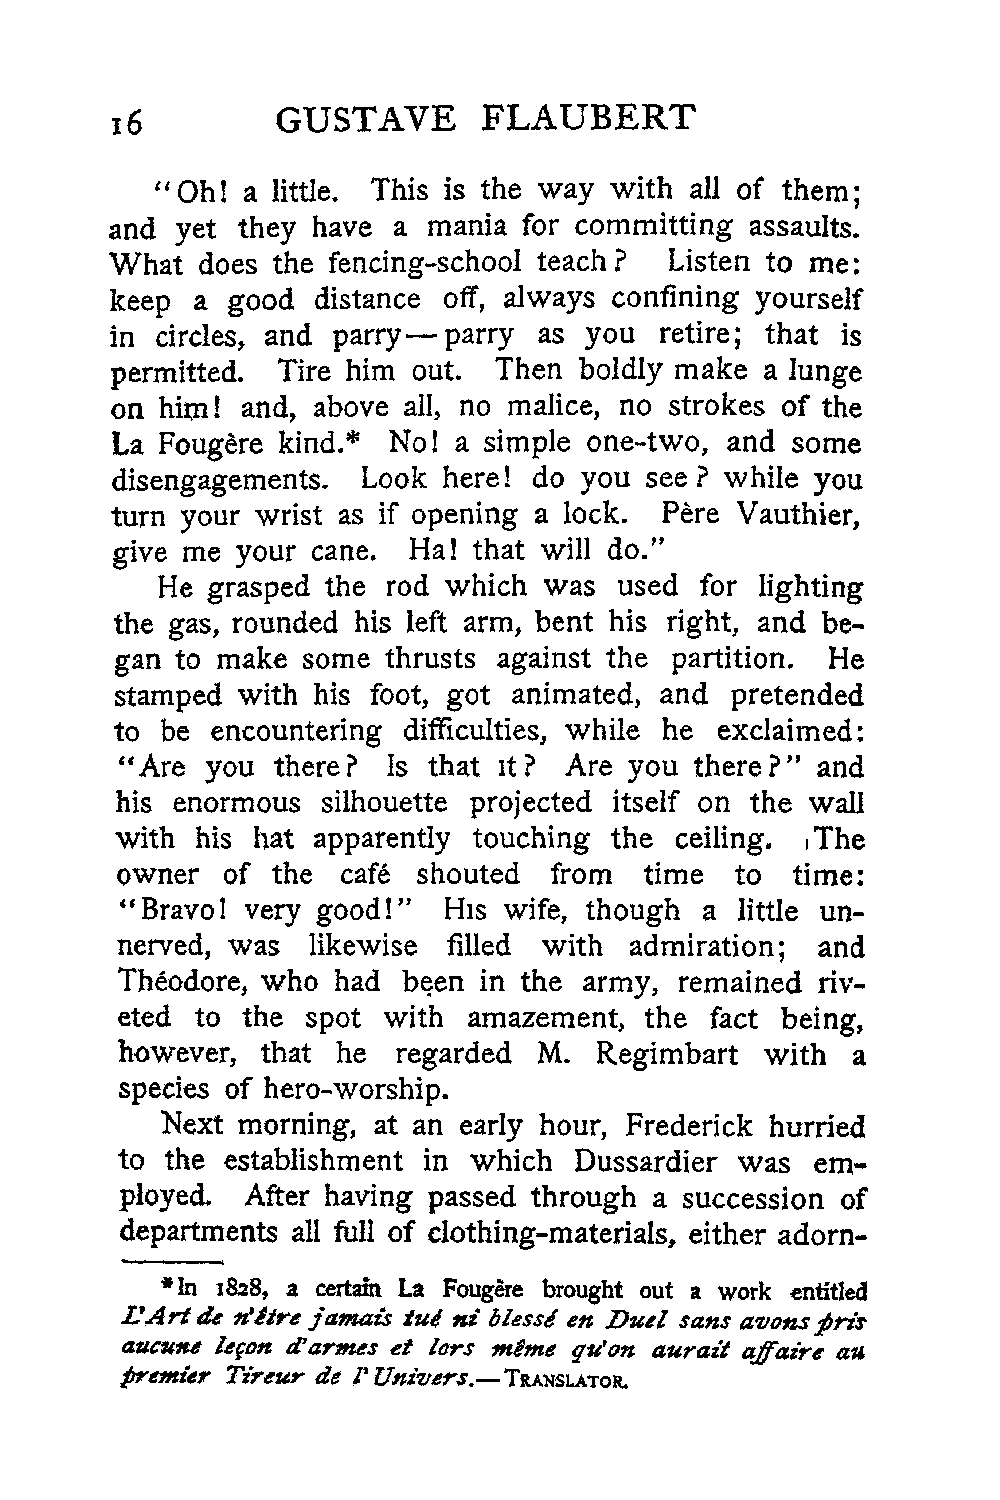 16 GUSTAVE FLAUBERT
“Oh! a little. This is the way with all of them;
and yet they have a mania for committing assaults.
What does the fencing-school teach? Listen to me:
keep a good distance off, always confining yourself
in circles, and parry—parry as you retire; that is
permitted. Tire him out. Then boldly make a lunge
on him! and, above all, no malice, no strokes of the
La Fougère kind.* No! a simple one-two, and some
disengagements. Look here! do you see? while you
turn your wrist as if opening a lock. Père Vauthier,
give me your cane. Ha! that will do.”
He grasped the rod which was used for lighting
the gas, rounded his left arm, bent his right, and be-
gan to make some thrusts against the partition. He
stamped with his foot, got animated, and pretended
to be encountering difficulties, while he exclaimed:
“Are you there? Is that it? Are you there?” and
his enormous silhouette projected itself on the wall
with his hat apparently touching the ceiling. The
owner of the café shouted from time to time:
“Bravo! very good!” His wife, though a little un-
nerved, was likewise filled with admiration; and
Théodore, who had been in the army, remained riv-
eted to the spot with amazement, the fact being,
however, that he regarded M. Regimbart with a
species of hero-worship.
Next morning, at an early hour, Frederick hurried
to the establishment in which Dussardier was em-
ployed. After having passed through a succession of
departments all full of clothing-materials, either adorn-
*In 1828, a certain La Fougère brought out a work entitled
L'Art de n'être jamais tué ni blessé en Duel sans avons pris
aucune leçon d'armes et lors même qu'on aurait affaire au
premier Tireur de l'Univers.—TRANSLATOR.